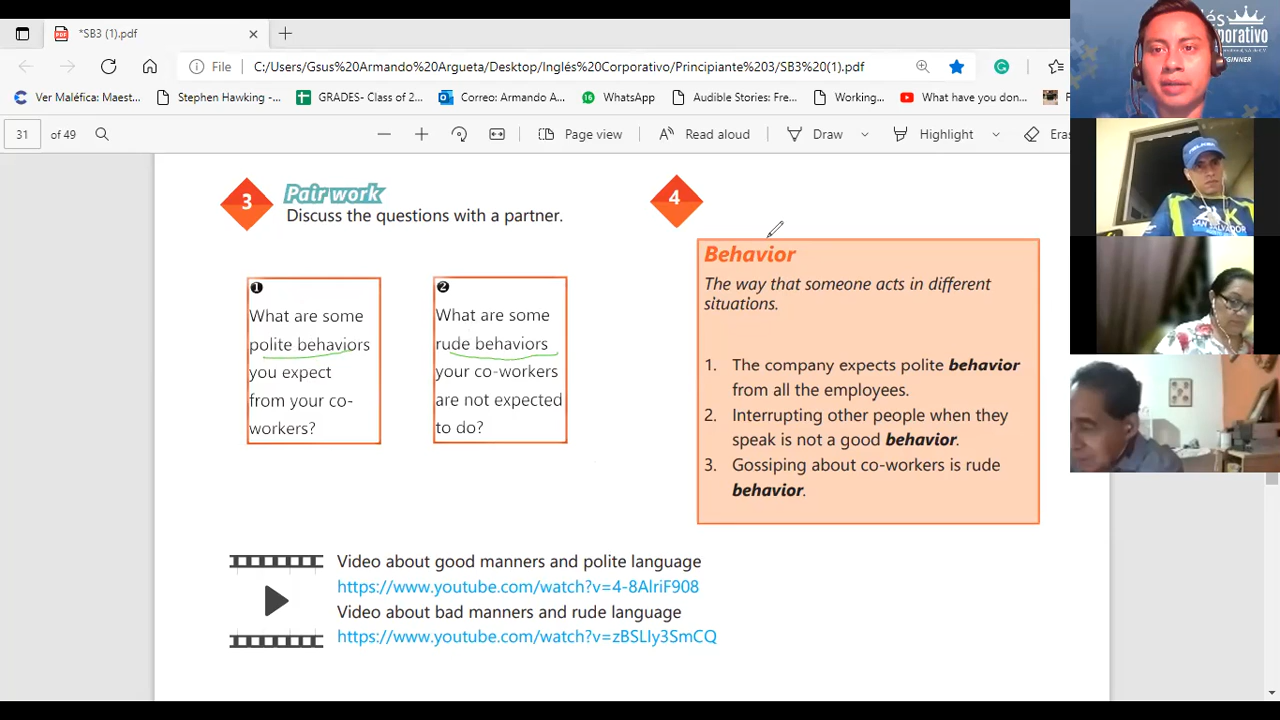 *SB3 (1).pdf
File
C:/Users/Gsus%20Armando%20Argueta/Desktop/Inglés%20Corporativo/Principiante%203/SB3%20(1).pdf
Ver Maléfica: Maest...
Stephen Hawking -...
GRADES- Class of 2...
Correo: Armando A...
16
WhatsApp
Audible Stories: Fre...
Working...
What have you don...
31
of 49
Page view
Read aloud
Draw
Highlight
Eras
3
Pair work
Discuss the questions with a partner.
1
What are some
polite behaviors
you expect
from your co-
workers?
2
What are some
rude behaviors
your co-workers
are not expected
to do?
4
Behavior
The way that someone acts in different
situations.
1. The company expects polite behavior
from all the employees.
2. Interrupting other people when they
speak is not a good behavior.
3. Gossiping about co-workers is rude
behavior.
Video about good manners and polite language
https://www.youtube.com/watch?v=4-8AlriF908
Video about bad manners and rude language
https://www.youtube.com/watch?v=zBSLIy3SmCQ
és
rporativo
SAN SALVADOR